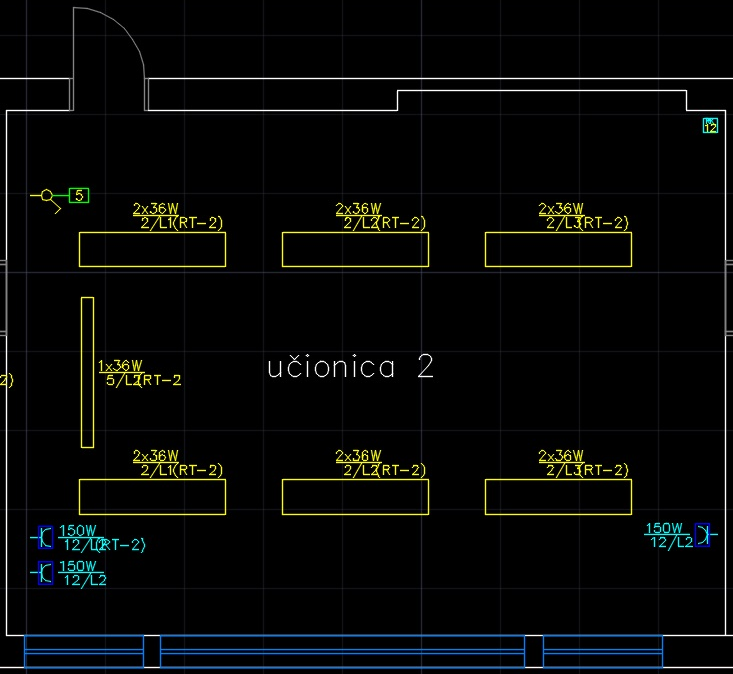 12
5
2x36W
2/L1(RT-2)
2x36W
2/L2(RT-2)
2x36W
2/L3(RT-2)
učionica 2
1x36W
5/L2(RT-2
2)
2x36W
2/L1(RT-2)
2x36W
2/L2(RT-2)
2x36W
2/L3(RT-2)
150W
12/L2(RT-2)
150W
12/L2
150W
12/L2